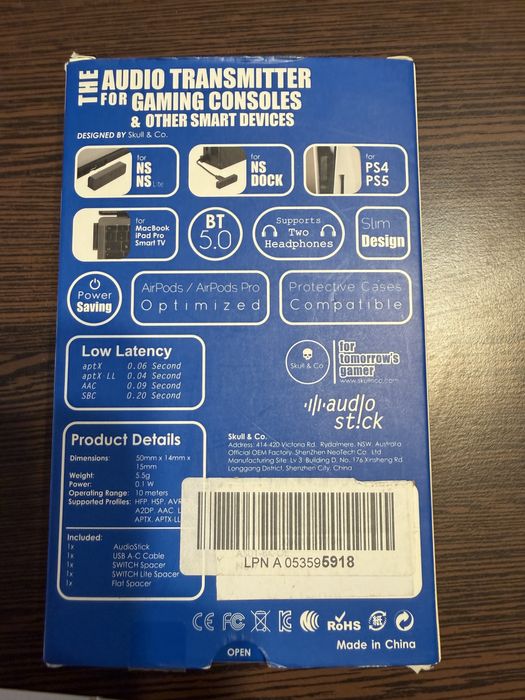 THE AUDIO TRANSMITTER
FOR GAMING CONSOLES
& OTHER SMART DEVICES
DESIGNED BY Skull & Co.
for
NS
NS Lite
for
NS
DOCK
for
PS4
PS5
for
MacBook
iPad Pro
Smart TV
BT
5.0
Supports
Two
Headphones
Slim
Design
Power
Saving
AirPods / AirPods Pro
Optimized
Protective Cases
Compatible
Low Latency
aptX 0.06 Second
aptX LL 0.04 Second
AAC 0.09 Second
SBC 0.20 Second
Skull & Co
for
tomorrow's
gamer
www.skullnco.com
audio
st!ck
Product Details
Dimensions: 50mm x 14mm x
15mm
Weight: 5.5g
Power: 0.1 W
Operating Range: 10 meters
Supported Profiles: HFP, HSP, AVR
A2DP, AAC, L
APTX, APTX-LL
Included:
1x AudioStick
1x USB A-C Cable
1x SWITCH Spacer
1x SWITCH Lite Spacer
1x Flat Spacer
Skull & Co.
Address: 414-420 Victoria Rd, Rydalmere, NSW, Australia
Official OEM Factory: ShenZhen NeoTech Co. Ltd
Manufacturing Site: Lv 3 Building D, No. 176 Xinsheng Rd,
Longgang District, Shenzhen City, China
LPN A 053595918
CE FC RoHS
Made in China
OPEN